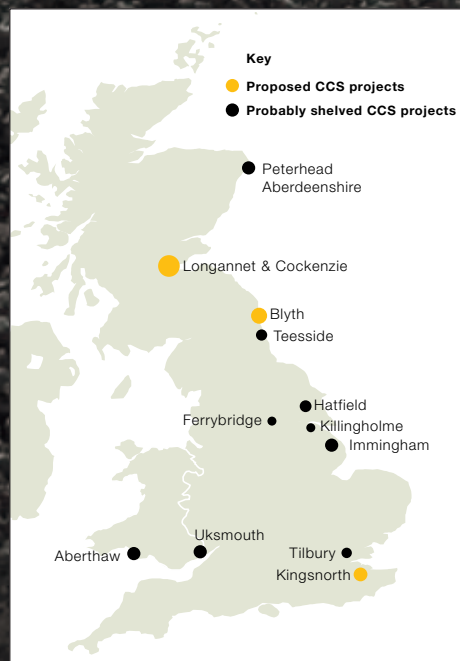 Key
Proposed CCS projects
Probably shelved CCS projects
Peterhead
Aberdeenshire
Longannet & Cockenzie
Blyth
Teesside
Hatfield
Ferrybridge
Killingholme
Immingham
Uksmouth
Aberthaw
Tilbury
Kingsnorth